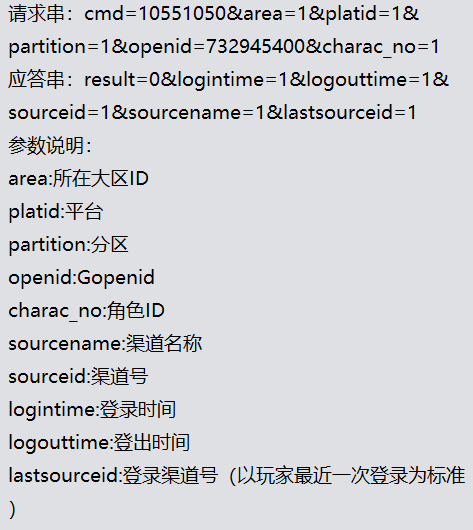 请求串：cmd=10551050&area=1&platid=1&
partition=1&openid=732945400&charac_no=1
应答串：result=0&logintime=1&logouttime=1&
sourceid=1&sourcename=1&lastsourceid=1
参数说明：
area:所在大区ID
platid:平台
partition:分区
openid:Gopenid
charac_no:角色ID
sourcename:渠道名称
sourceid:渠道号
logintime:登录时间
logouttime:登出时间
lastsourceid:登录渠道号（以玩家最近一次登录为标准
）